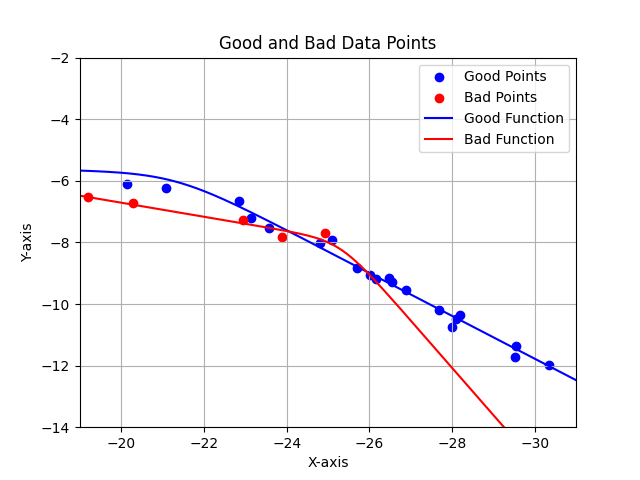 Good and Bad Data Points
Good Points
Bad Points
Good Function
Bad Function
Y-axis
−2
−4
−6
−8
−10
−12
−14
−20
−22
−24
−26
−28
−30
X-axis